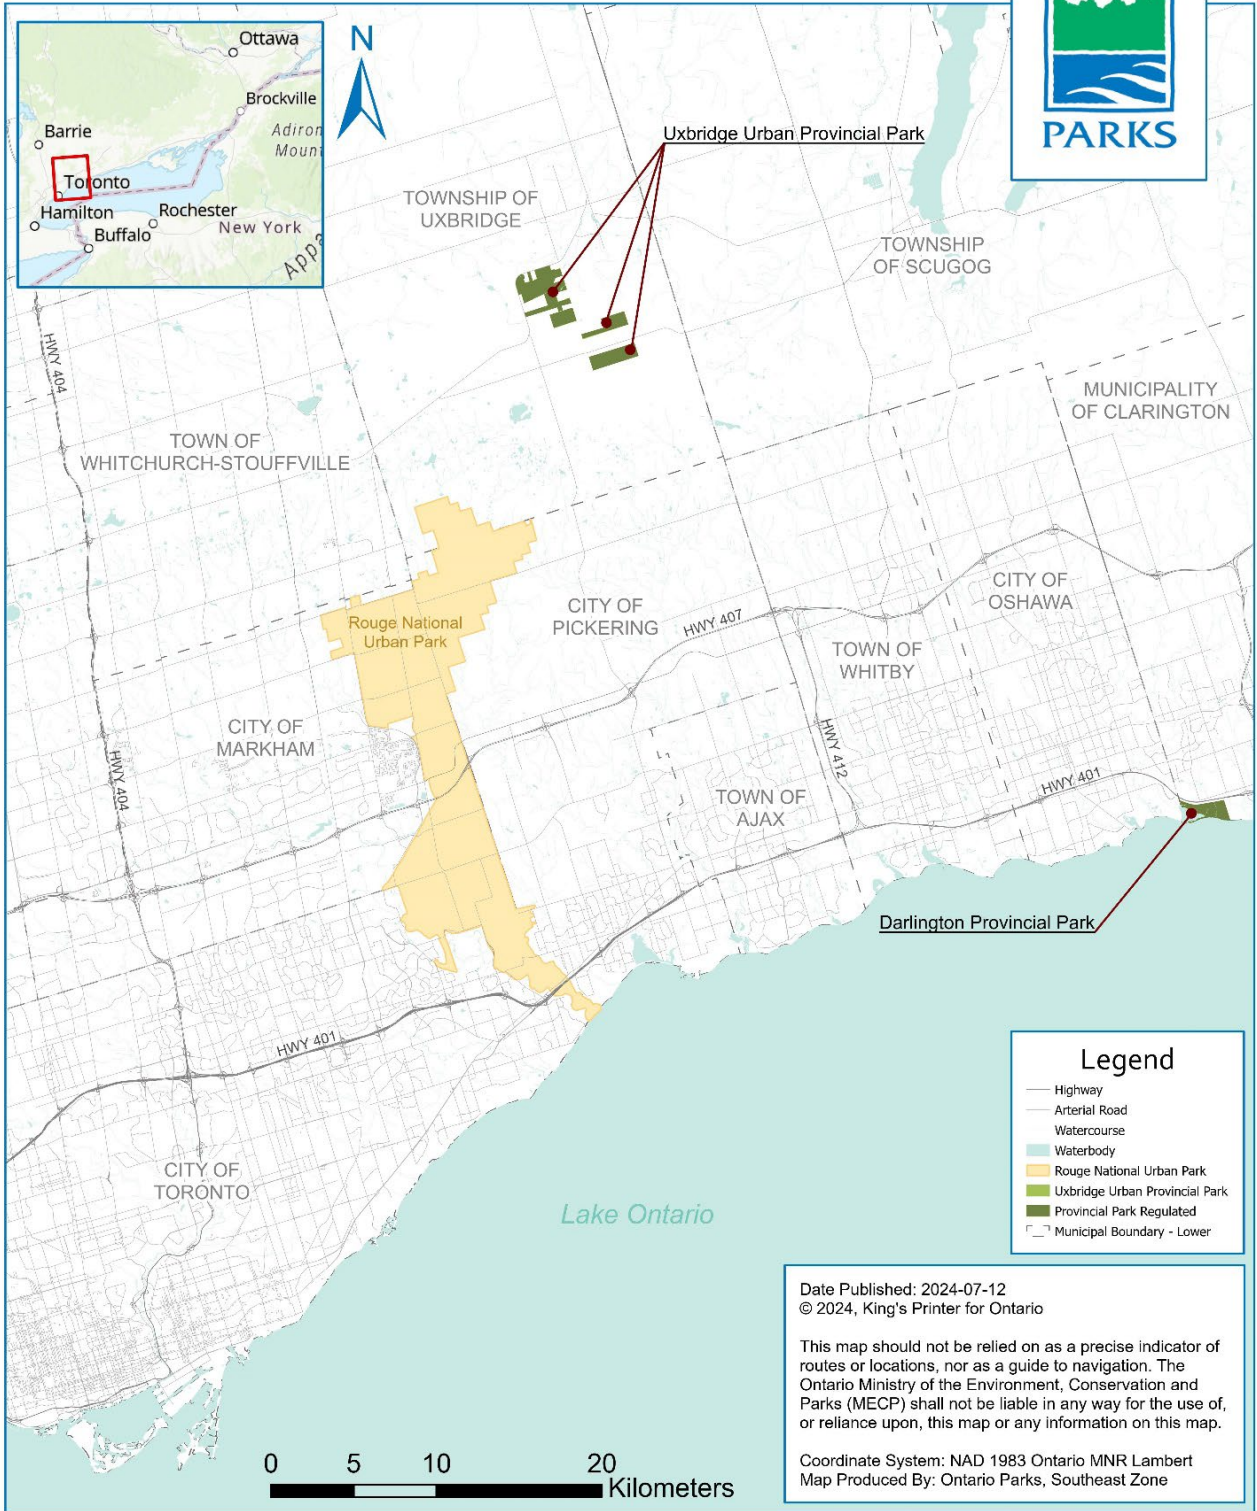 Ottawa
Brockville
Adiron
Mount
Barrie
Toronto
Hamilton
Rochester
New York
Buffalo
Appa
N
PARKS
Uxbridge Urban Provincial Park
TOWNSHIP OF
UXBRIDGE
TOWNSHIP
OF SCUGOG
HWY 404
MUNICIPALITY
OF CLARINGTON
TOWN OF
WHITCHURCH-STOUFFVILLE
CITY OF
OSHAWA
CITY OF
PICKERING
HWY 407
Rouge National
Urban Park
TOWN OF
WHITBY
CITY OF
MARKHAM
HWY 412
HWY 404
HWY 401
TOWN OF
AJAX
Darlington Provincial Park
HWY 401
CITY OF
TORONTO
Lake Ontario
Legend
Highway
Arterial Road
Watercourse
Waterbody
Rouge National Urban Park
Uxbridge Urban Provincial Park
Provincial Park Regulated
Municipal Boundary - Lower
Date Published: 2024-07-12
© 2024, King's Printer for Ontario
This map should not be relied on as a precise indicator of
routes or locations, nor as a guide to navigation. The
Ontario Ministry of the Environment, Conservation and
Parks (MECP) shall not be liable in any way for the use of,
or reliance upon, this map or any information on this map.
Coordinate System: NAD 1983 Ontario MNR Lambert
Map Produced By: Ontario Parks, Southeast Zone
0 5 10 20
Kilometers